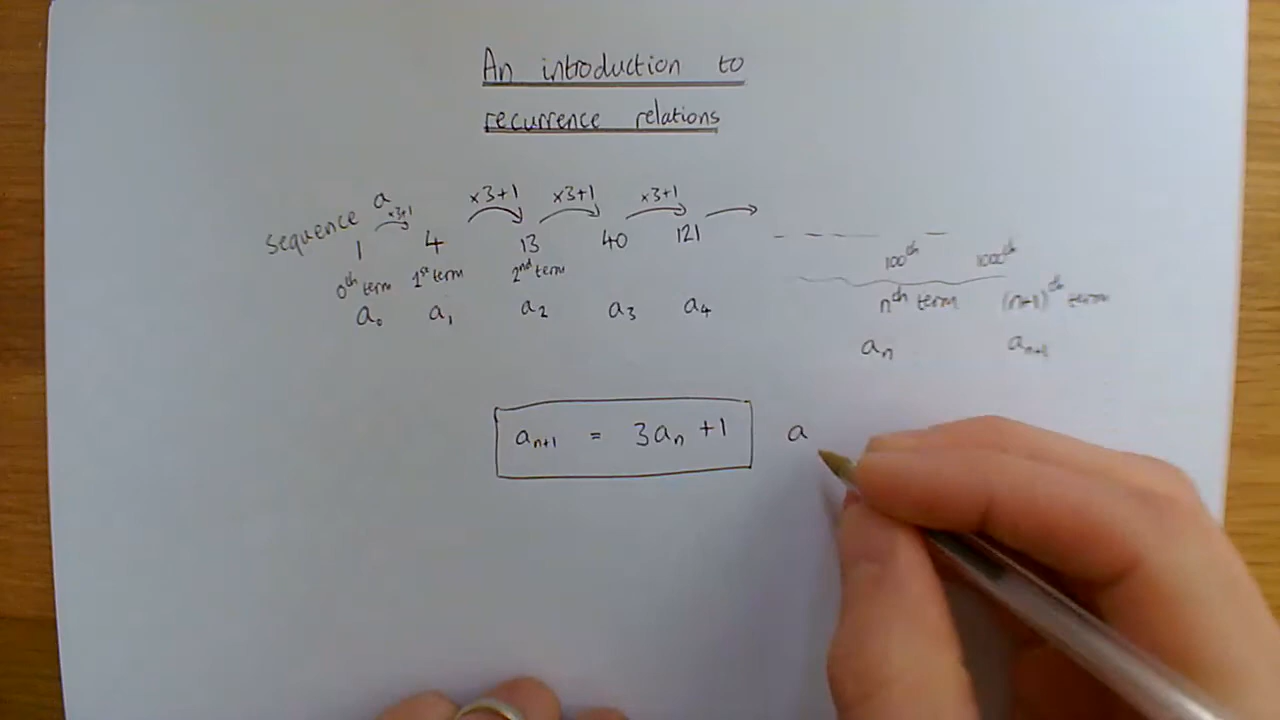 An introduction to
recurrence relations
sequence a
×3+1 ×3+1 ×3+1 ×3+1
1 4 13 40 121 - - - - -
0th term 1st term 2nd term 100th 1000th
nth term (n+1)th term
a₀ a₁ a₂ a₃ a₄
aₙ aₙ₊₁
aₙ₊₁ = 3aₙ + 1 a